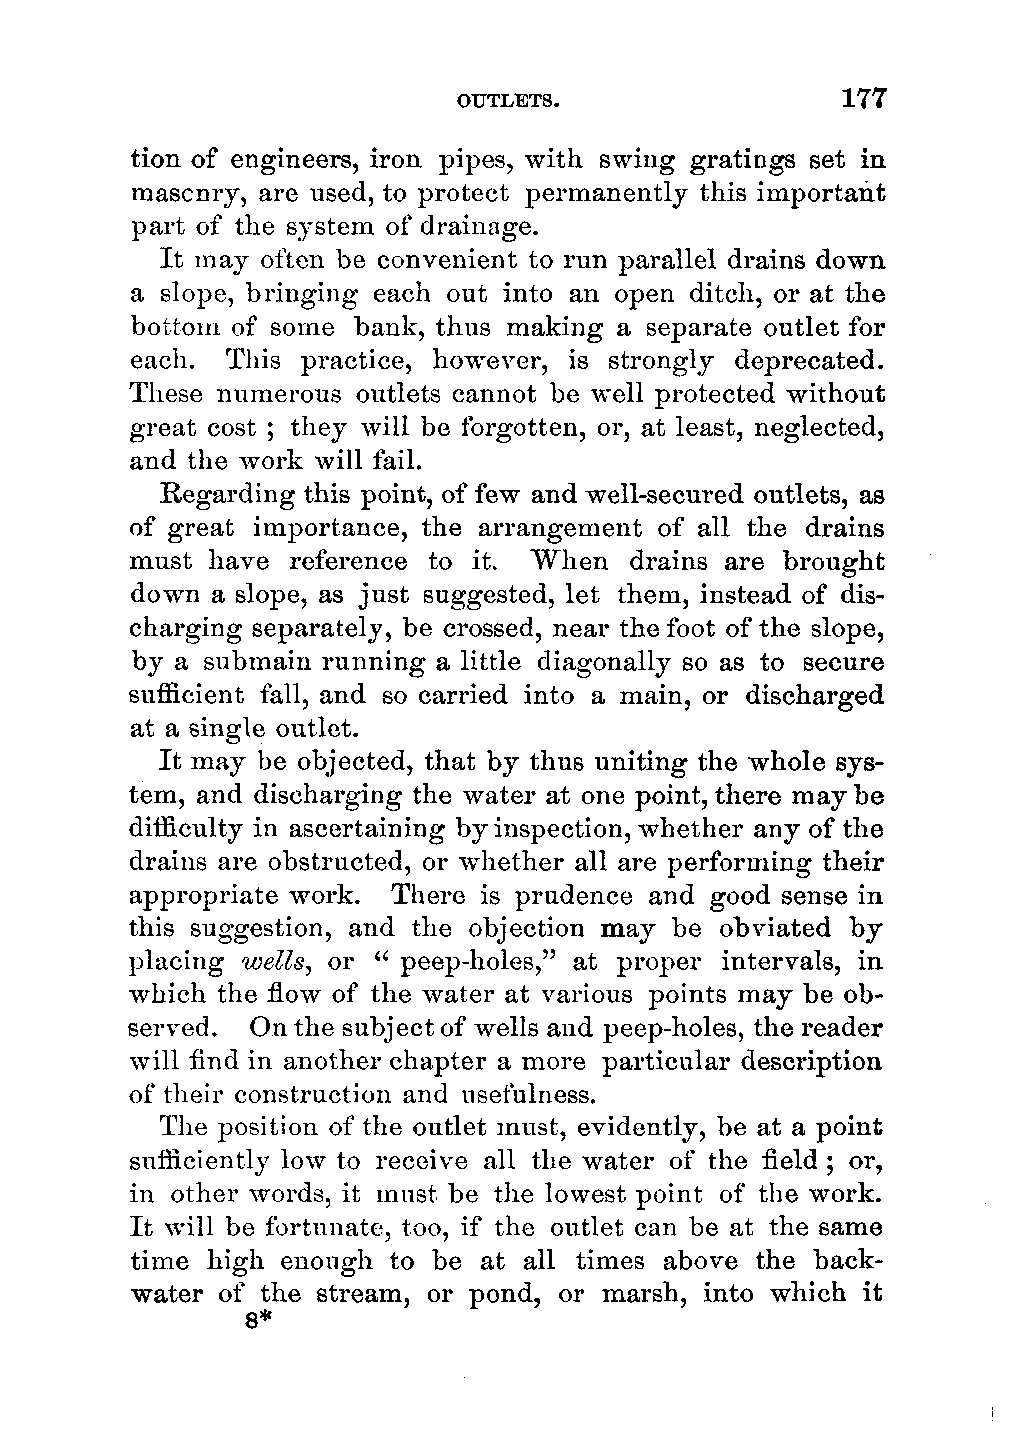 OUTLETS. 177
tion of engineers, iron pipes, with swing gratings set in
mascnry, are used, to protect permanently this important
part of the system of drainage.
It may often be convenient to run parallel drains down
a slope, bringing each out into an open ditch, or at the
bottom of some bank, thus making a separate outlet for
each. This practice, however, is strongly deprecated.
These numerous outlets cannot be well protected without
great cost ; they will be forgotten, or, at least, neglected,
and the work will fail.
Regarding this point, of few and well-secured outlets, as
of great importance, the arrangement of all the drains
must have reference to it. When drains are brought
down a slope, as just suggested, let them, instead of dis-
charging separately, be crossed, near the foot of the slope,
by a submain running a little diagonally so as to secure
sufficient fall, and so carried into a main, or discharged
at a single outlet.
It may be objected, that by thus uniting the whole sys-
tem, and discharging the water at one point, there may be
difficulty in ascertaining by inspection, whether any of the
drains are obstructed, or whether all are performing their
appropriate work. There is prudence and good sense in
this suggestion, and the objection may be obviated by
placing wells, or “ peep-holes,” at proper intervals, in
which the flow of the water at various points may be ob-
served. On the subject of wells and peep-holes, the reader
will find in another chapter a more particular description
of their construction and usefulness.
The position of the outlet must, evidently, be at a point
sufficiently low to receive all the water of the field ; or,
in other words, it must be the lowest point of the work.
It will be fortunate, too, if the outlet can be at the same
time high enough to be at all times above the back-
water of the stream, or pond, or marsh, into which it
8*